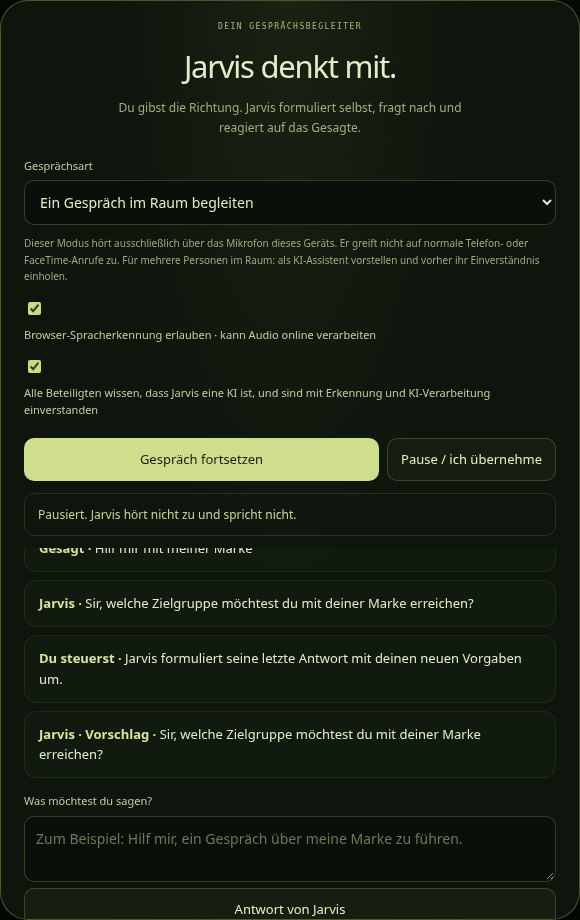 DEIN GESPRÄCHSBEGLEITER
Jarvis denkt mit.
Du gibst die Richtung. Jarvis formuliert selbst, fragt nach und
reagiert auf das Gesagte.
Gesprächsart
Ein Gespräch im Raum begleiten
Dieser Modus hört ausschließlich über das Mikrofon dieses Geräts. Er greift nicht auf normale Telefon- oder
FaceTime-Anrufe zu. Für mehrere Personen im Raum: als KI-Assistent vorstellen und vorher ihr Einverständnis
einholen.
Browser-Spracherkennung erlauben · kann Audio online verarbeiten
Alle Beteiligten wissen, dass Jarvis eine KI ist, und sind mit Erkennung und KI-Verarbeitung
einverstanden
Gespräch fortsetzen
Pause / ich übernehme
Pausiert. Jarvis hört nicht zu und spricht nicht.
Gesagt · Hilf mir mit meiner Marke
Jarvis · Sir, welche Zielgruppe möchtest du mit deiner Marke erreichen?
Du steuerst · Jarvis formuliert seine letzte Antwort mit deinen neuen Vorgaben
um.
Jarvis · Vorschlag · Sir, welche Zielgruppe möchtest du mit deiner Marke
erreichen?
Was möchtest du sagen?
Zum Beispiel: Hilf mir, ein Gespräch über meine Marke zu führen.
Antwort von Jarvis